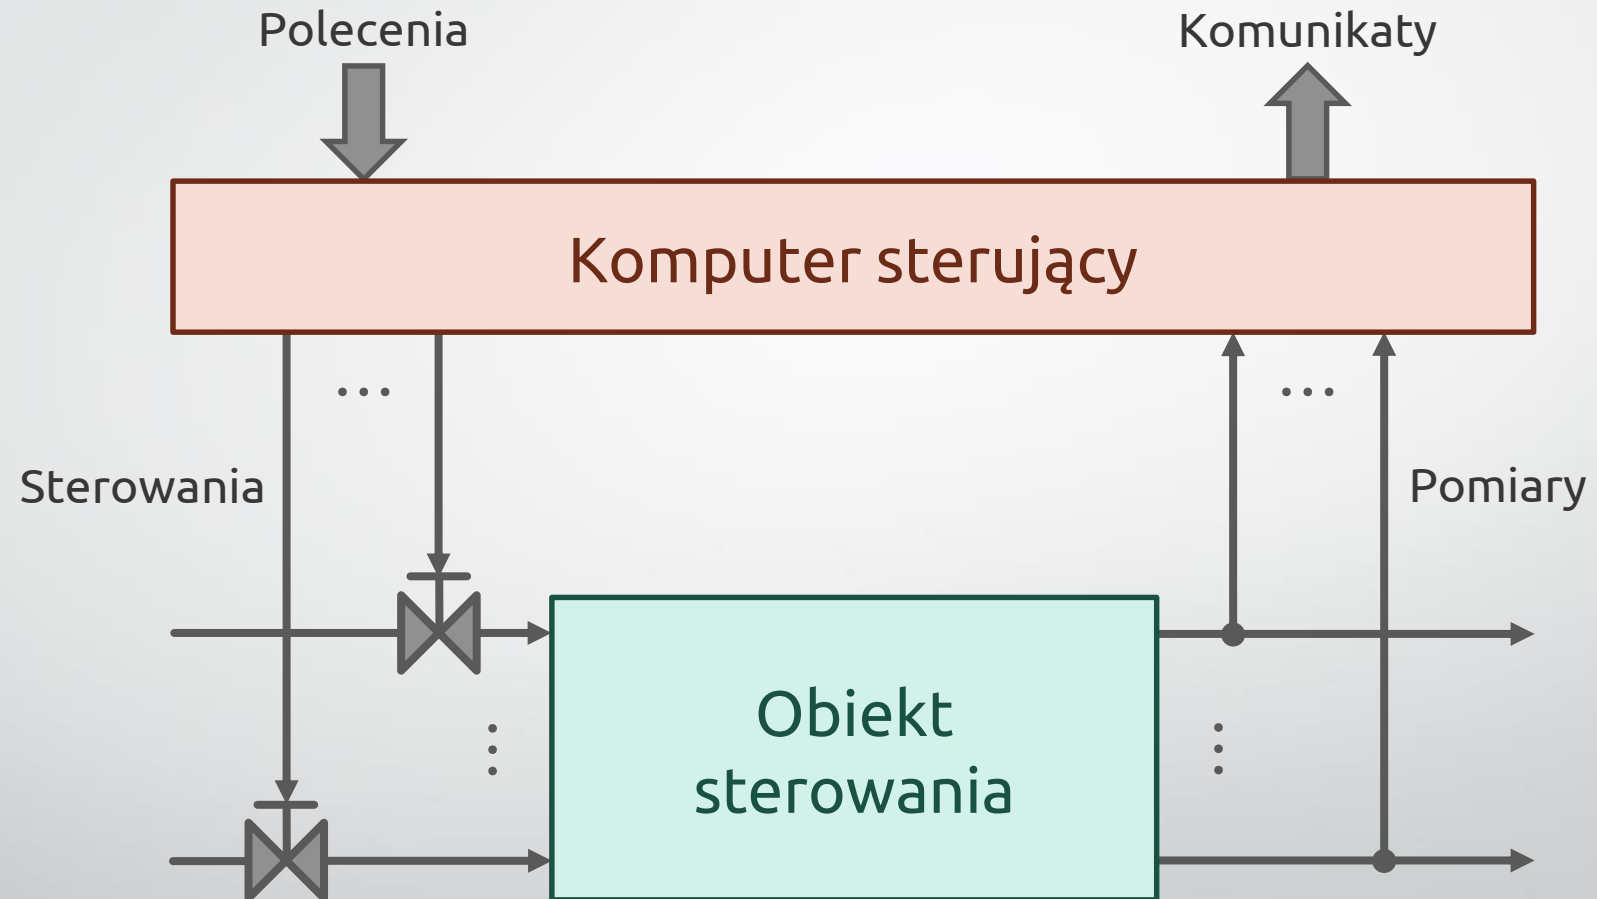 Polecenia
Komunikaty
Komputer sterujący
...
...
Sterowania
Pomiary
Obiekt
sterowania